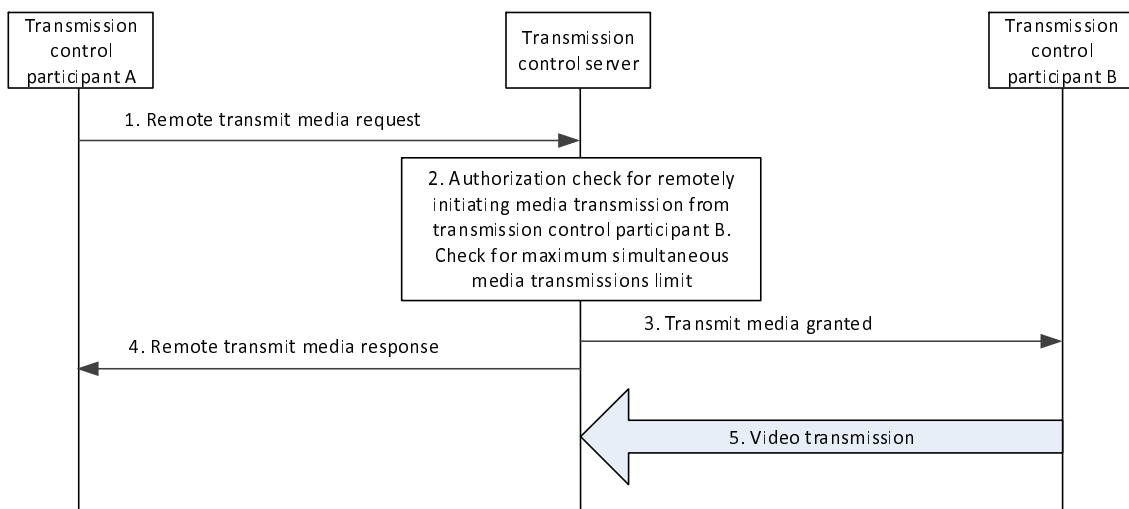 Transmission
control
participant A
Transmission
control server
Transmission
control
participant B
1. Remote transmit media request
2. Authorization check for remotely
initiating media transmission from
transmission control participant B.
Check for maximum simultaneous
media transmissions limit
3. Transmit media granted
4. Remote transmit media response
5. Video transmission